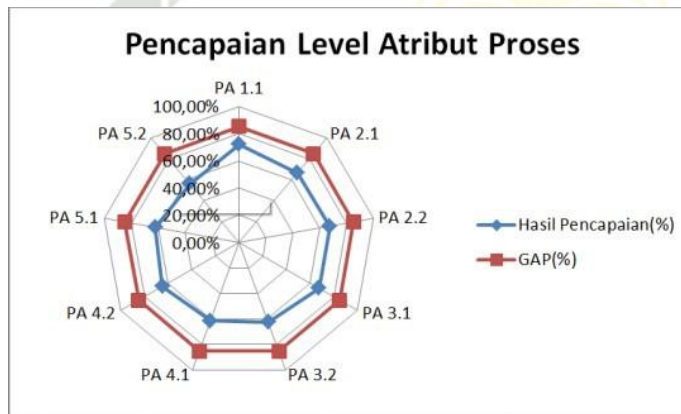 Pencapaian Level Atribut Proses
PA 1.1
100,00%
PA 5.2
PA 2.1
80,00%
60,00%
40,00%
PA 5.1
20,00%
PA 2.2
0,00%
Hasil Pencapaian(%)
GAP(%)
PA 4.2
PA 3.1
PA 4.1
PA 3.2